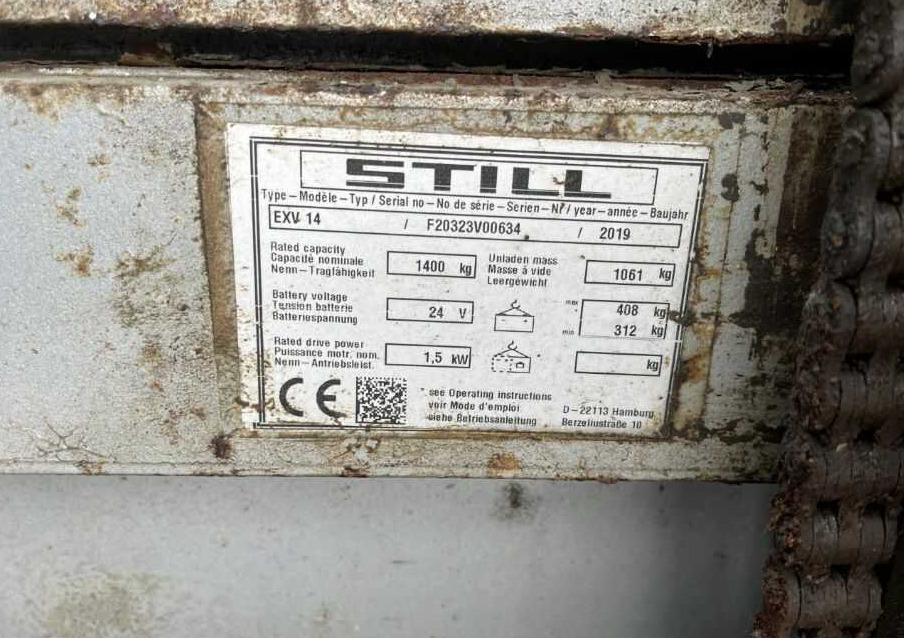 STILL
Type – Modèle – Typ / Serial no – No de série – Serien – Nr / year – année – Baujahr
EXV 14 / F20323V00634 / 2019
Rated capacity
Capacité nominale
Nenn – Tragfähigkeit
1400 kg
Unladen mass
Masse à vide
Leergewicht
1061 kg
Battery voltage
Tension batterie
Batteriespannung
24 V
max
408 kg
min
312 kg
Rated drive power
Puissance motr. nom.
Nenn – Antriebsleist.
1,5 kW
kg
CE
* see Operating instructions
voir Mode d'emploi
siehe Betriebsanleitung
D – 22113 Hamburg
Berzeliustraße 10